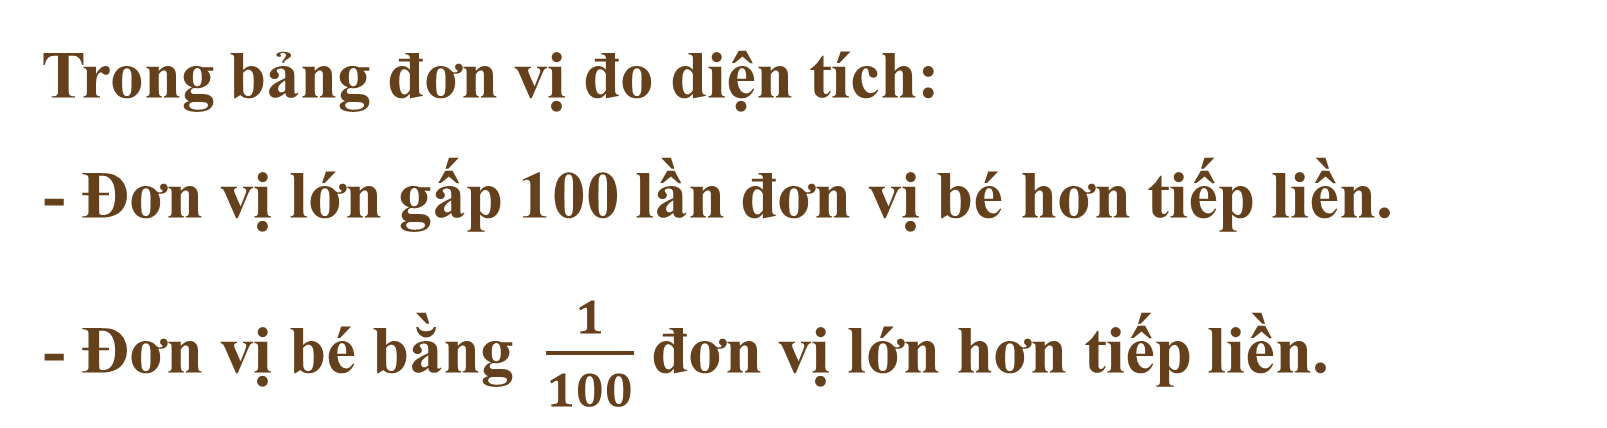 Trong bảng đơn vị đo diện tích:
- Đơn vị lớn gấp 100 lần đơn vị bé hơn tiếp liền.
- Đơn vị bé bằng 1/100 đơn vị lớn hơn tiếp liền.